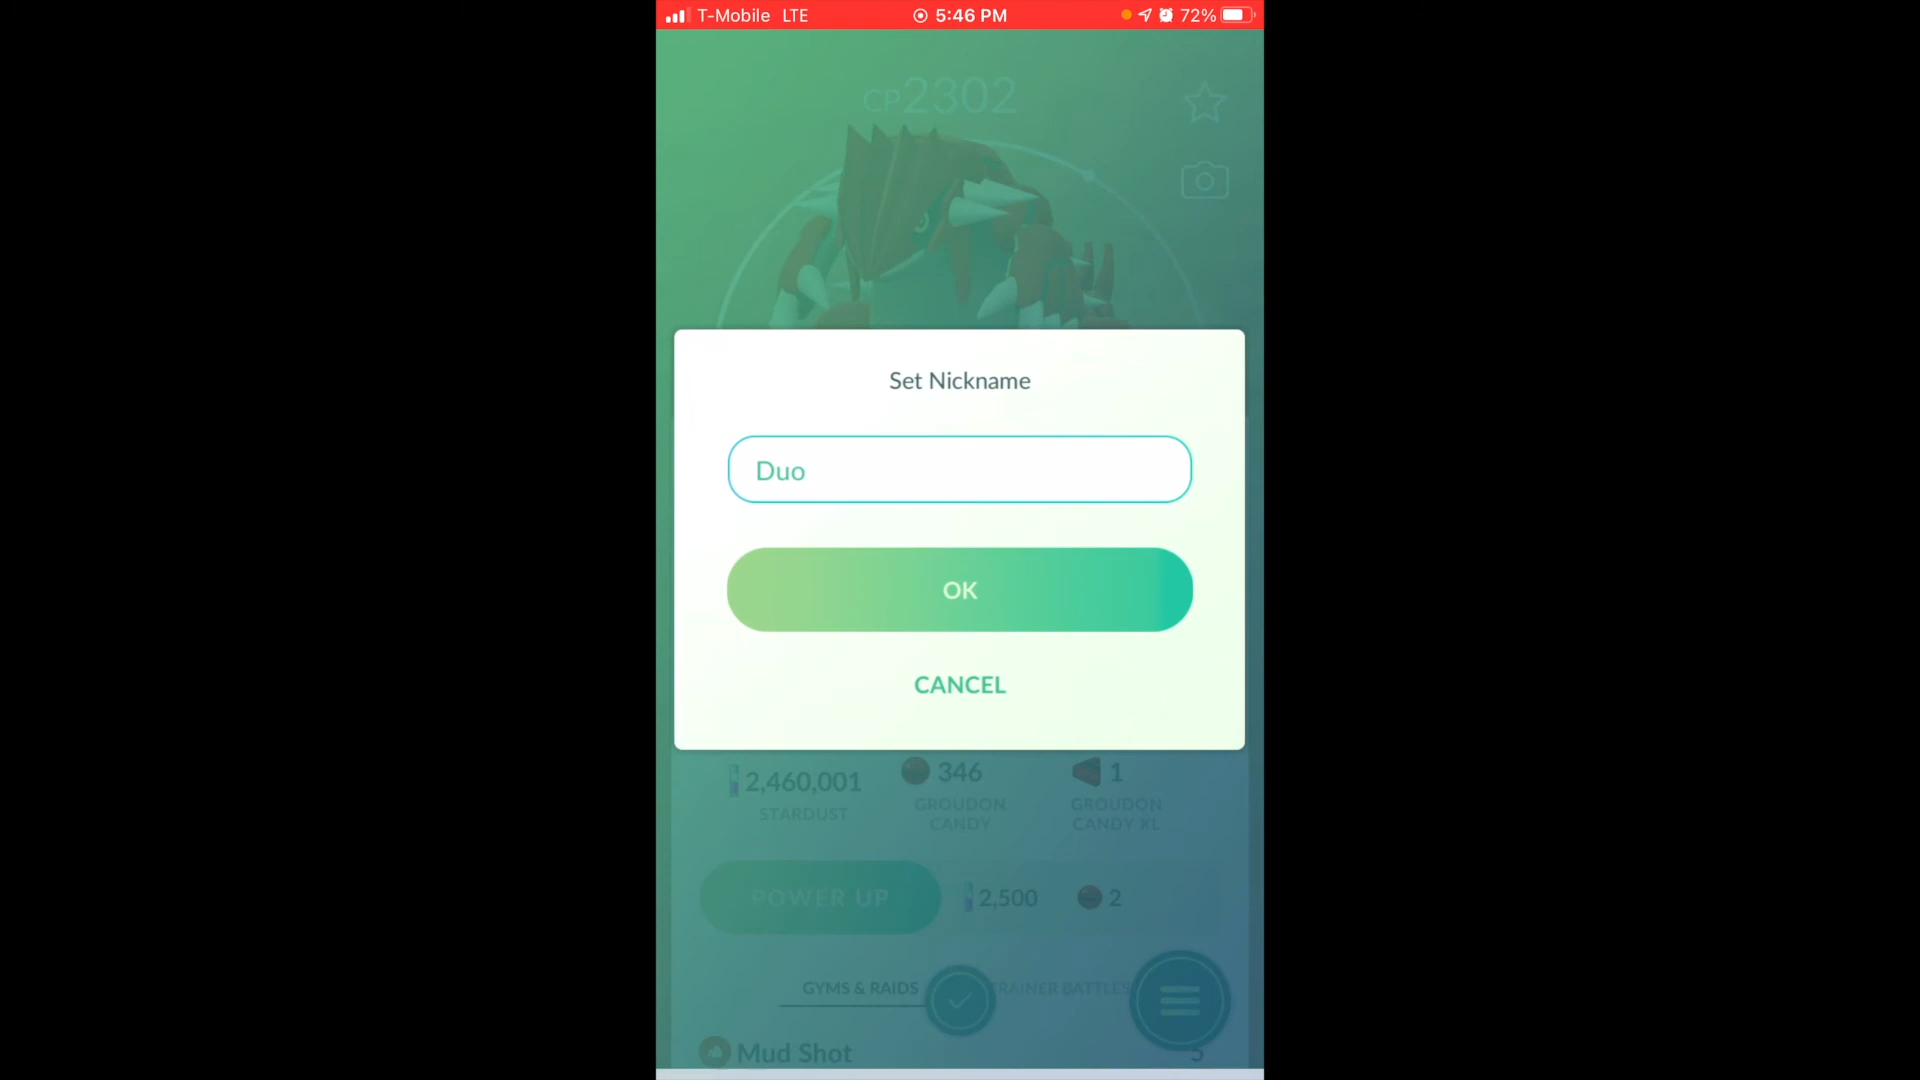 T-Mobile LTE 5:46 PM 72%
CP2302
Set Nickname
Duo
OK
CANCEL
2,460,001 346 1
STARDUST GROUDON CANDY GROUDON CANDY XL
POWER UP 2,500 2
GYMS & RAIDS TRAINER BATTLES
Mud Shot 5